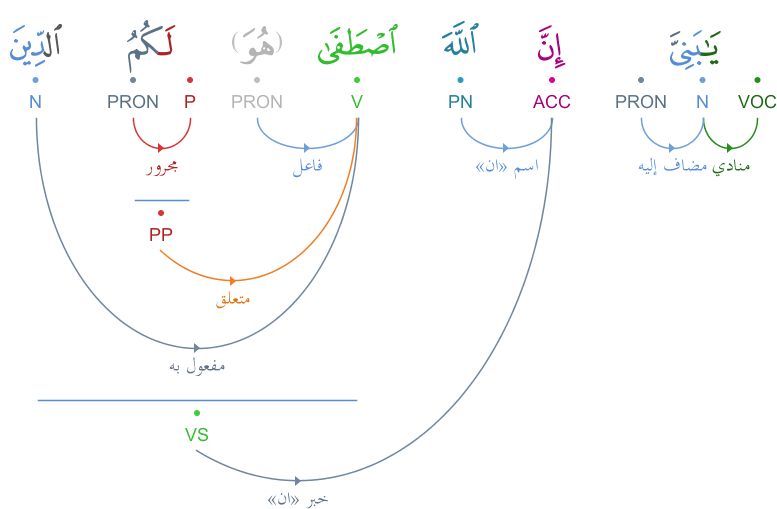 يَٰبَنِىَّ إِنَّ ٱللَّهَ ٱصْطَفَىٰ (هُوَ) لَكُمُ ٱلدِّينَ
VOC N PRON ACC PN V PRON P PRON N
منادي مضاف إليه اسم «ان» فاعل مجرور
PP
متعلق
مفعول به
VS
خبر «ان»